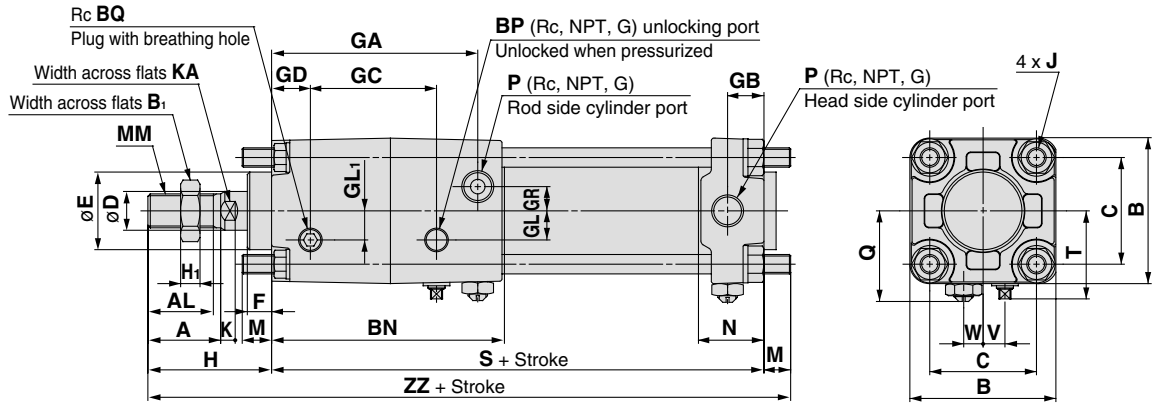 Rc BQ
Plug with breathing hole
Width across flats KA
Width across flats B1
MM
GA
GD
GC
BP (Rc, NPT, G) unlocking port
Unlocked when pressurized
P (Rc, NPT, G)
Rod side cylinder port
GB
P (Rc, NPT, G)
Head side cylinder port
4 x J
øE
øD
GL1
GR
GL
H1
AL
F
A
K
M
BN
N
H
S + Stroke
M
ZZ + Stroke
Q
T
C
B
W
V
C
B